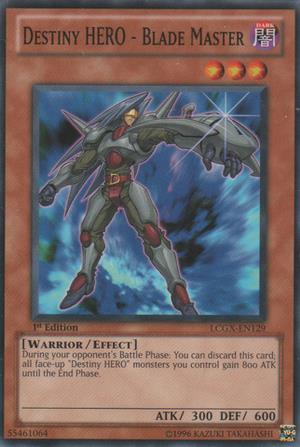 DESTINY HERO - BLADE MASTER
DARK
闇
1st Edition
LCGX-EN129
[WARRIOR / EFFECT]
During your opponent's Battle Phase: You can discard this card;
all face-up "Destiny HERO" monsters you control gain 800 ATK
until the End Phase.
ATK/ 300 DEF/ 600
55461064
©1996 KAZUKI TAKAHASHI